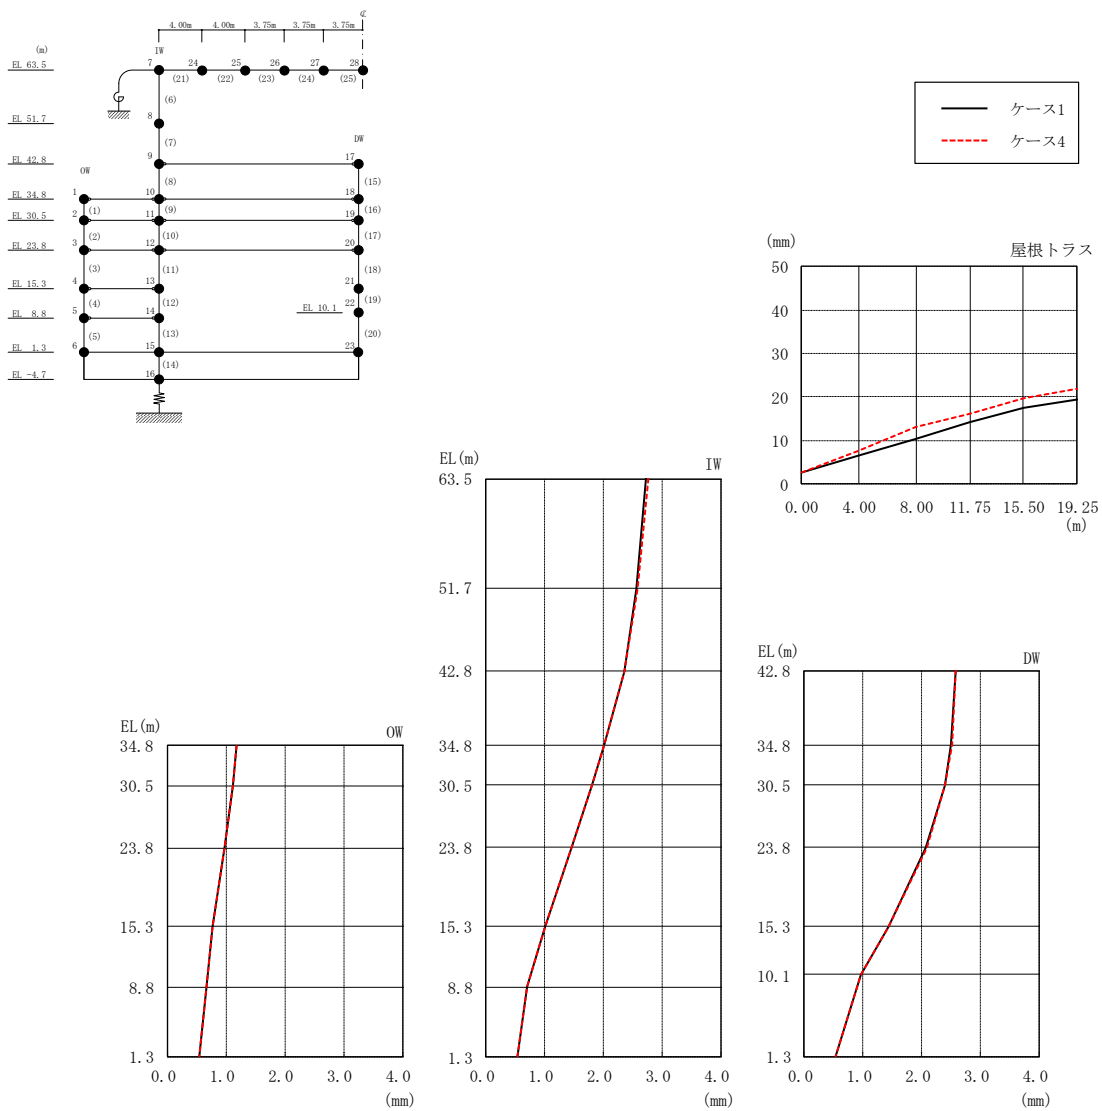 ℄
4.00m 4.00m 3.75m 3.75m 3.75m
(m) IW
EL 63.5 7 24 25 26 27 28
(21) (22) (23) (24) (25)
(6)
EL 51.7 8
(7) DW
EL 42.8 9 17
OW (8) (15)
EL 34.8 1 10 18
(1) (9) (16)
EL 30.5 2 11 19
(2) (10) (17)
EL 23.8 3 12 20
(3) (11) (18)
EL 15.3 4 13 21
(4) (12) (19)
EL 10.1 22
EL 8.8 5 14
(5) (13) (20)
EL 1.3 6 15 23
(14)
EL -4.7 16
ケース1
ケース4
(mm) 屋根トラス
50
40
30
20
10
0
0.00 4.00 8.00 11.75 15.50 19.25
(m)
EL(m) IW
63.5
51.7
42.8
34.8
30.5
23.8
15.3
8.8
1.3
0.0 1.0 2.0 3.0 4.0
(mm)
EL(m) OW
34.8
30.5
23.8
15.3
8.8
1.3
0.0 1.0 2.0 3.0 4.0
(mm)
EL(m) DW
42.8
34.8
30.5
23.8
15.3
10.1
1.3
0.0 1.0 2.0 3.0 4.0
(mm)